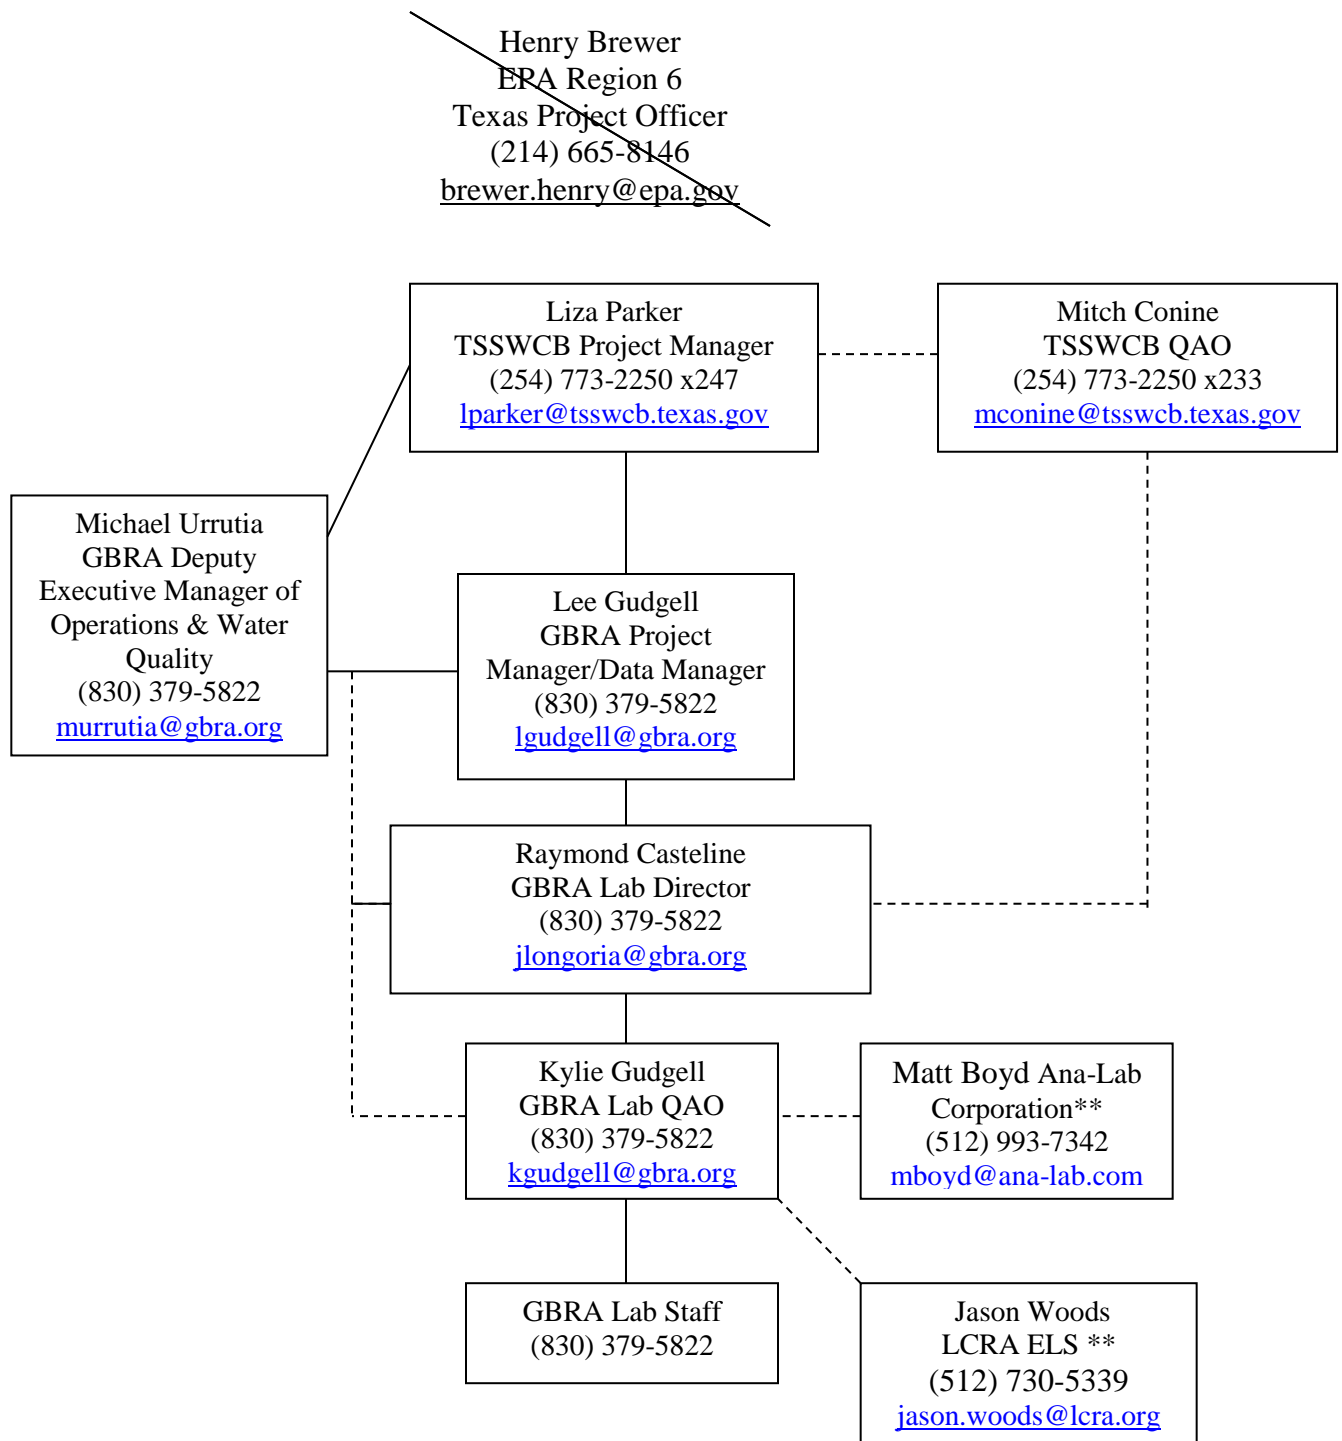 Henry Brewer
EPA Region 6
Texas Project Officer
(214) 665-8146
brewer.henry@epa.gov
Liza Parker
TSSWCB Project Manager
(254) 773-2250 x247
lparker@tsswcb.texas.gov
Mitch Conine
TSSWCB QAO
(254) 773-2250 x233
mconine@tsswcb.texas.gov
Michael Urrutia
GBRA Deputy
Executive Manager of
Operations & Water
Quality
(830) 379-5822
murrutia@gbra.org
Lee Gudgell
GBRA Project
Manager/Data Manager
(830) 379-5822
lgudgell@gbra.org
Raymond Casteline
GBRA Lab Director
(830) 379-5822
jlongoria@gbra.org
Kylie Gudgell
GBRA Lab QAO
(830) 379-5822
kgudgell@gbra.org
Matt Boyd Ana-Lab
Corporation**
(512) 993-7342
mboyd@ana-lab.com
GBRA Lab Staff
(830) 379-5822
Jason Woods
LCRA ELS **
(512) 730-5339
jason.woods@lcra.org